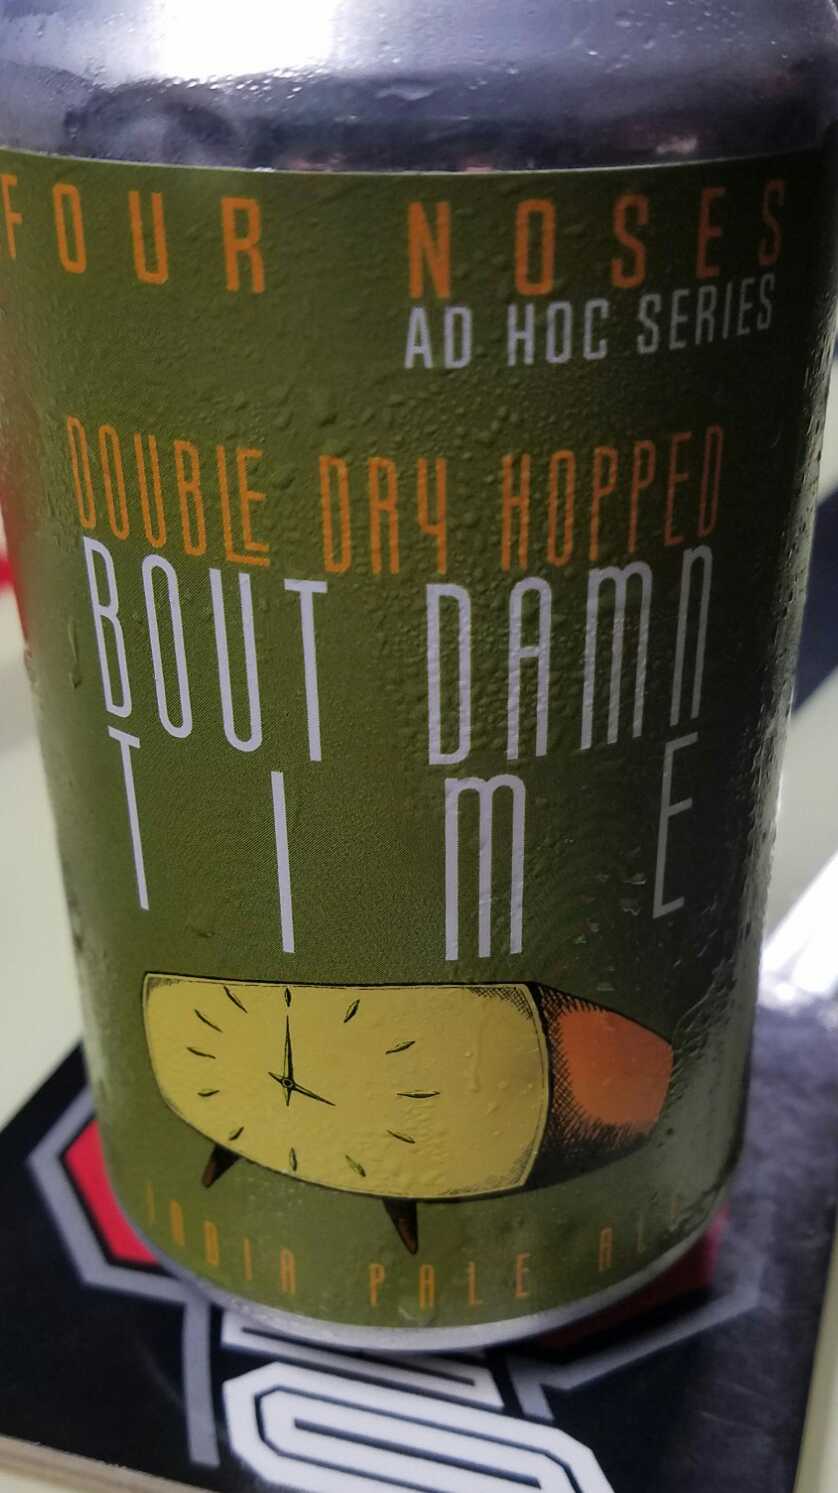 FOUR NOSES
AD HOC SERIES
DOUBLE DRY HOPPED
BOUT DAMN
TIME
INDIA PALE ALE